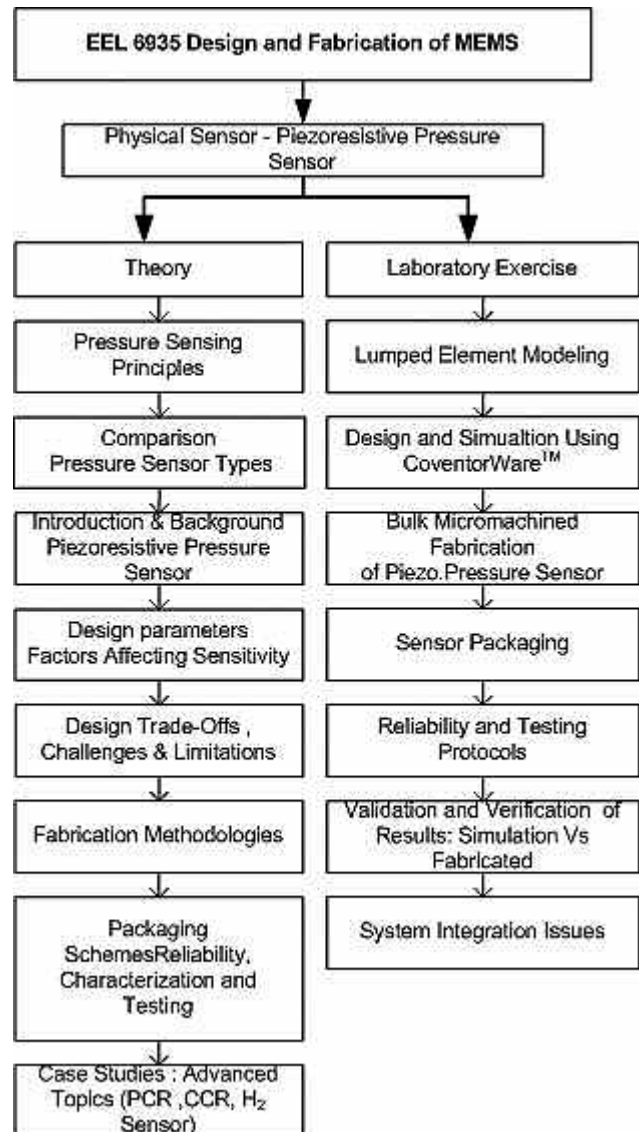 EEL 6935 Design and Fabrication of MEMS
Physical Sensor - Piezoresistive Pressure
Sensor
Theory
Pressure Sensing
Principles
Comparison
Pressure Sensor Types
Introduction & Background
Piezoresistive Pressure
Sensor
Design parameters
Factors Affecting Sensitivity
Design Trade-Offs ,
Challenges & Limitations
Fabrication Methodologies
Packaging
SchemesReliability,
Characterization and
Testing
Case Studies : Advanced
Topics (PCR ,CCR, H2
Sensor)
Laboratory Exercise
Lumped Element Modeling
Design and Simualtion Using
CoventorWare™
Bulk Micromachined
Fabrication
of Piezo.Pressure Sensor
Sensor Packaging
Reliability and Testing
Protocols
Validation and Verification of
Results: Simulation Vs
Fabricated
System Integration Issues